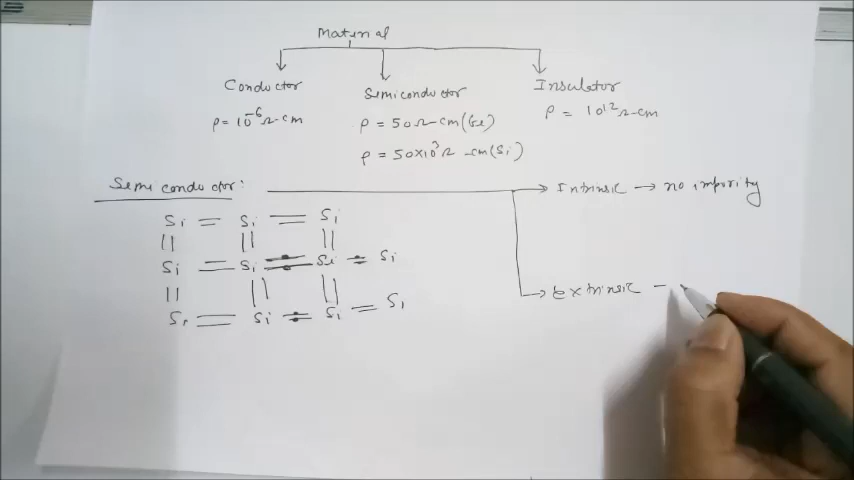 Material
Conductor Semiconductor Insulator
ρ = 10⁻⁶ Ω-cm ρ = 50 Ω-cm (Ge) ρ = 10¹² Ω-cm
ρ = 50×10³ Ω-cm (Si)
Semiconductor: Intrinsic → no impority
Si = Si = Si
Si = Si = Si = Si
Extrinsic -
Si = Si = Si = Si